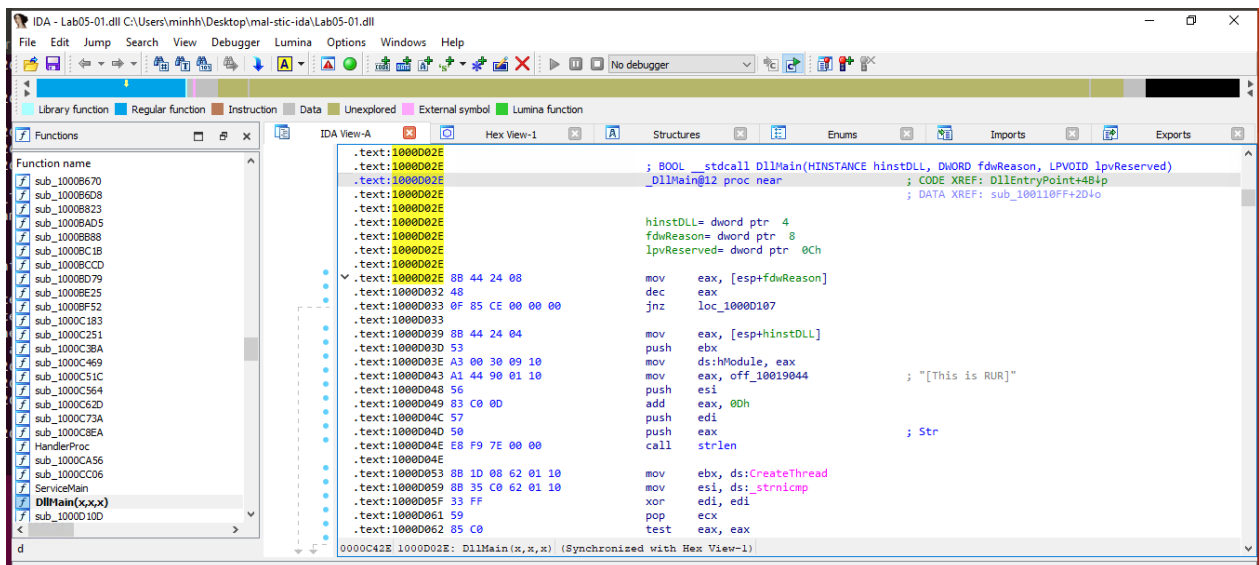 IDA - Lab05-01.dll C:\Users\minhh\Desktop\mal-stic-ida\Lab05-01.dll
File Edit Jump Search View Debugger Lumina Options Windows Help
No debugger
Library function Regular function Instruction Data Unexplored External symbol Lumina function
Functions
IDA View-A Hex View-1 Structures Enums Imports Exports
Function name
sub_1000B670
sub_1000B6D8
sub_1000B823
sub_1000BAD5
sub_1000BB88
sub_1000BC1B
sub_1000BCCD
sub_1000BD79
sub_1000BE25
sub_1000BF52
sub_1000C183
sub_1000C251
sub_1000C3BA
sub_1000C469
sub_1000C51C
sub_1000C564
sub_1000C62D
sub_1000C73A
sub_1000C8EA
HandlerProc
sub_1000CA56
sub_1000CC06
ServiceMain
DllMain(x,x,x)
sub_1000D10D
d
.text:1000D02E
.text:1000D02E ; BOOL __stdcall DllMain(HINSTANCE hinstDLL, DWORD fdwReason, LPVOID lpvReserved)
.text:1000D02E _DllMain@12 proc near ; CODE XREF: DllEntryPoint+4B↓p
.text:1000D02E ; DATA XREF: sub_100110FF+2D↓o
.text:1000D02E
.text:1000D02E hinstDLL= dword ptr 4
.text:1000D02E fdwReason= dword ptr 8
.text:1000D02E lpvReserved= dword ptr 0Ch
.text:1000D02E
.text:1000D02E 8B 44 24 08 mov eax, [esp+fdwReason]
.text:1000D032 48 dec eax
.text:1000D033 0F 85 CE 00 00 00 jnz loc_1000D107
.text:1000D033
.text:1000D039 8B 44 24 04 mov eax, [esp+hinstDLL]
.text:1000D03D 53 push ebx
.text:1000D03E A3 00 30 09 10 mov ds:hModule, eax
.text:1000D043 A1 44 90 01 10 mov eax, off_10019044 ; "[This is RUR]"
.text:1000D048 56 push esi
.text:1000D049 83 C0 0D add eax, 0Dh
.text:1000D04C 57 push edi
.text:1000D04D 50 push eax ; Str
.text:1000D04E E8 F9 7E 00 00 call strlen
.text:1000D04E
.text:1000D053 8B 1D 08 62 01 10 mov ebx, ds:CreateThread
.text:1000D059 8B 35 C0 62 01 10 mov esi, ds:_strnicmp
.text:1000D05F 33 FF xor edi, edi
.text:1000D061 59 pop ecx
.text:1000D062 85 C0 test eax, eax
0000C42E 1000D02E: DllMain(x,x,x) (Synchronized with Hex View-1)